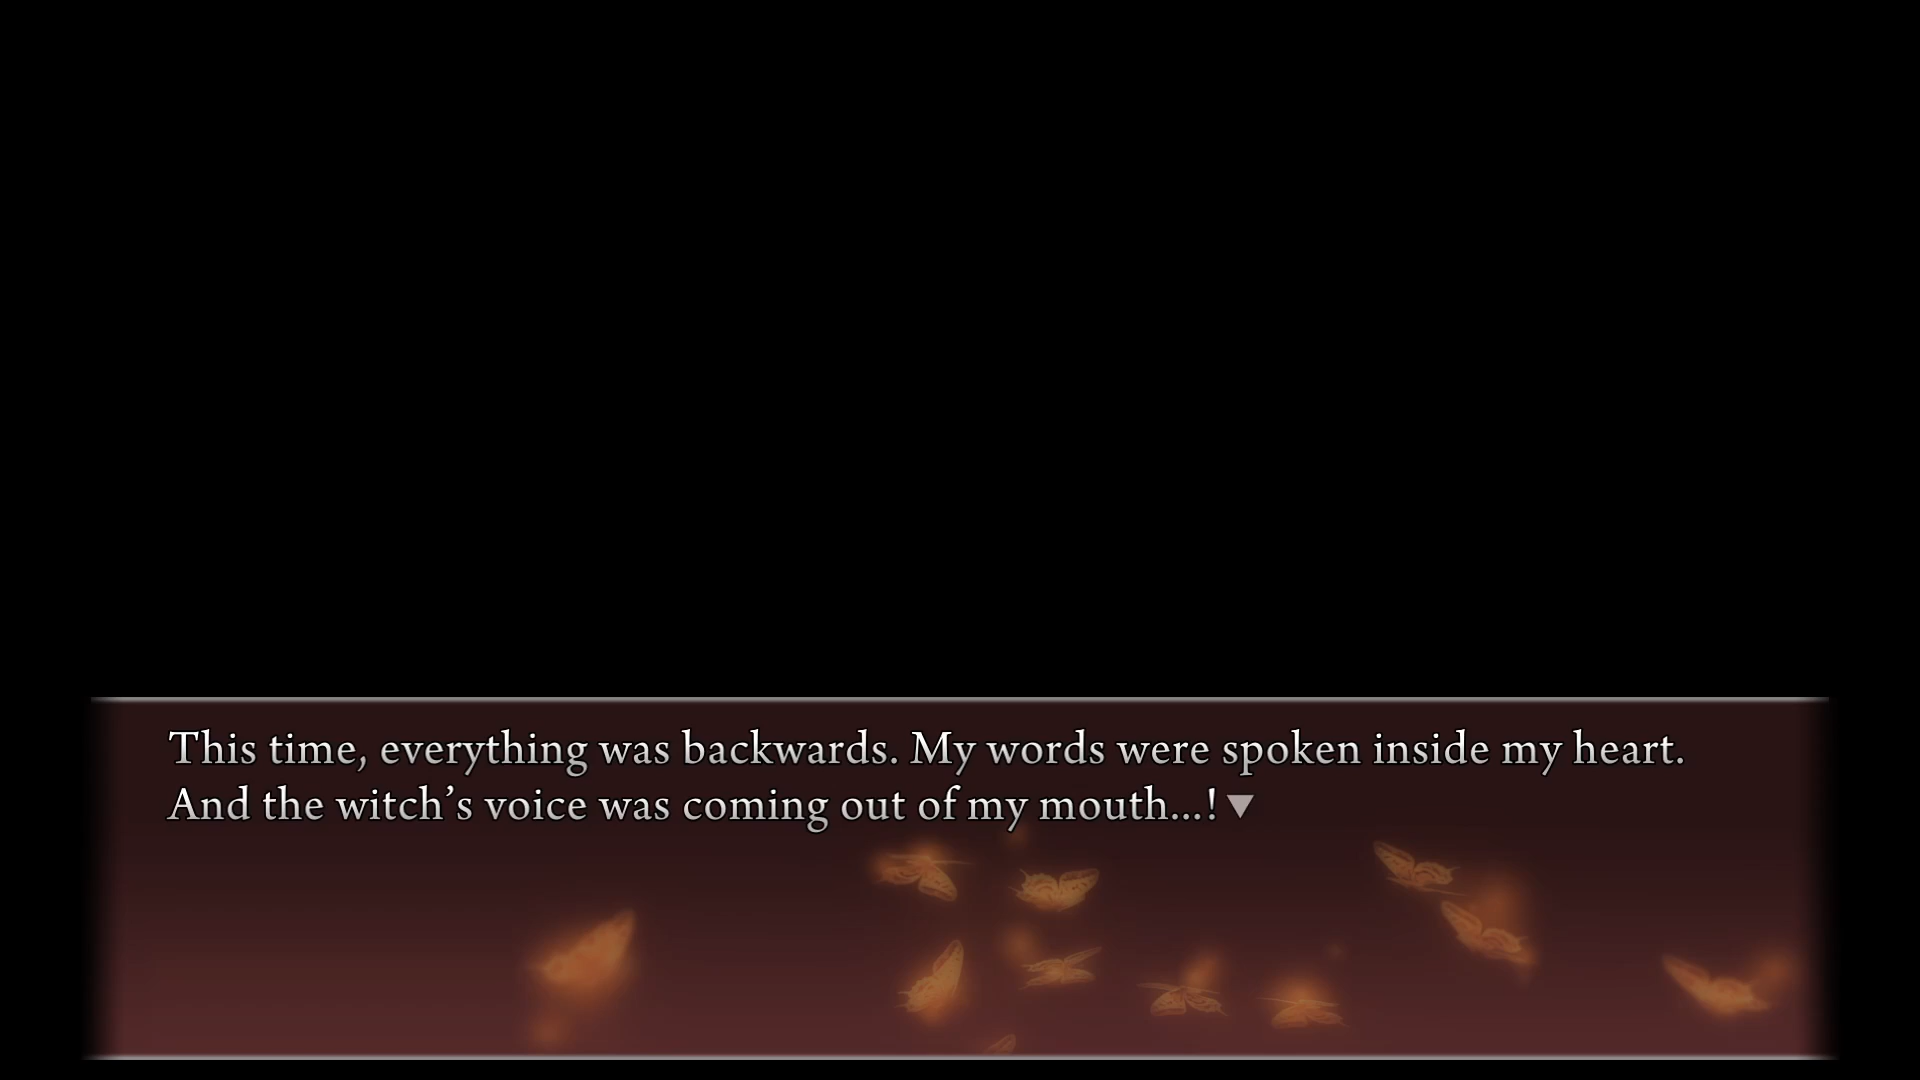 This time, everything was backwards. My words were spoken inside my heart.
And the witch’s voice was coming out of my mouth...!